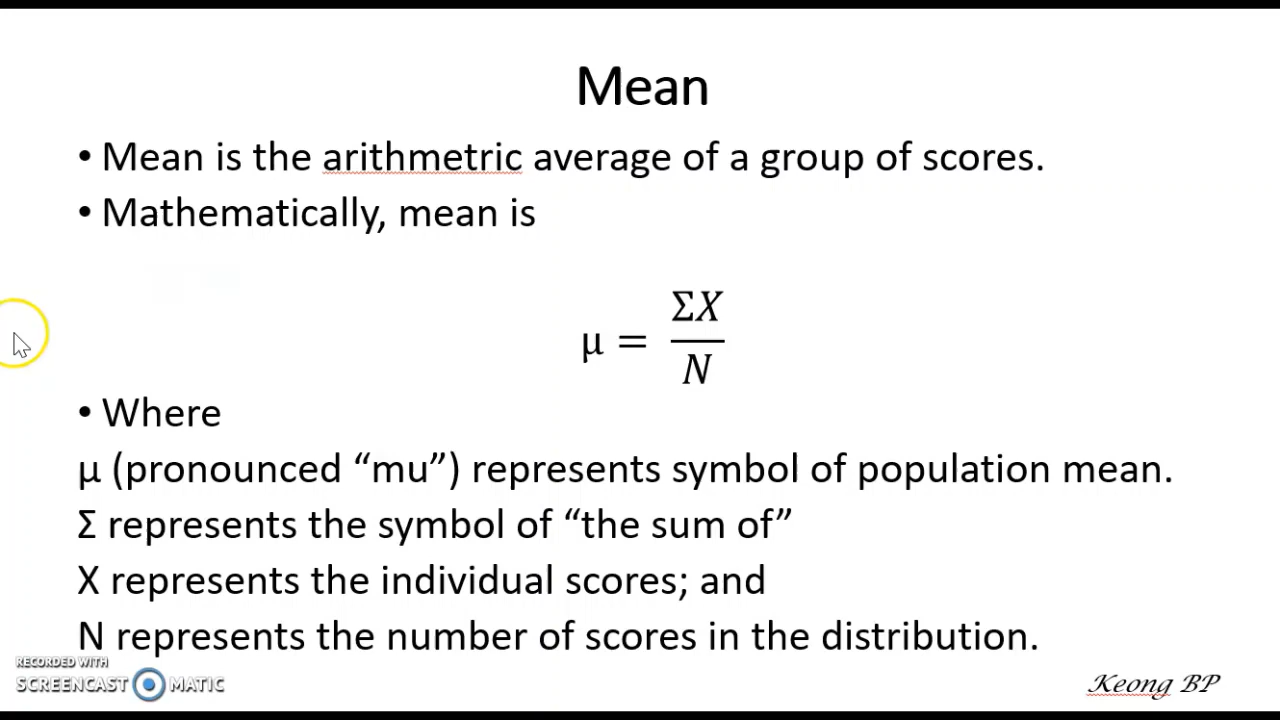 Mean
• Mean is the arithmetric average of a group of scores.
• Mathematically, mean is
μ = ΣX/N
• Where
μ (pronounced “mu”) represents symbol of population mean.
Σ represents the symbol of “the sum of”
X represents the individual scores; and
N represents the number of scores in the distribution.
RECORDED WITH
SCREENCAST MATIC
Keong BP